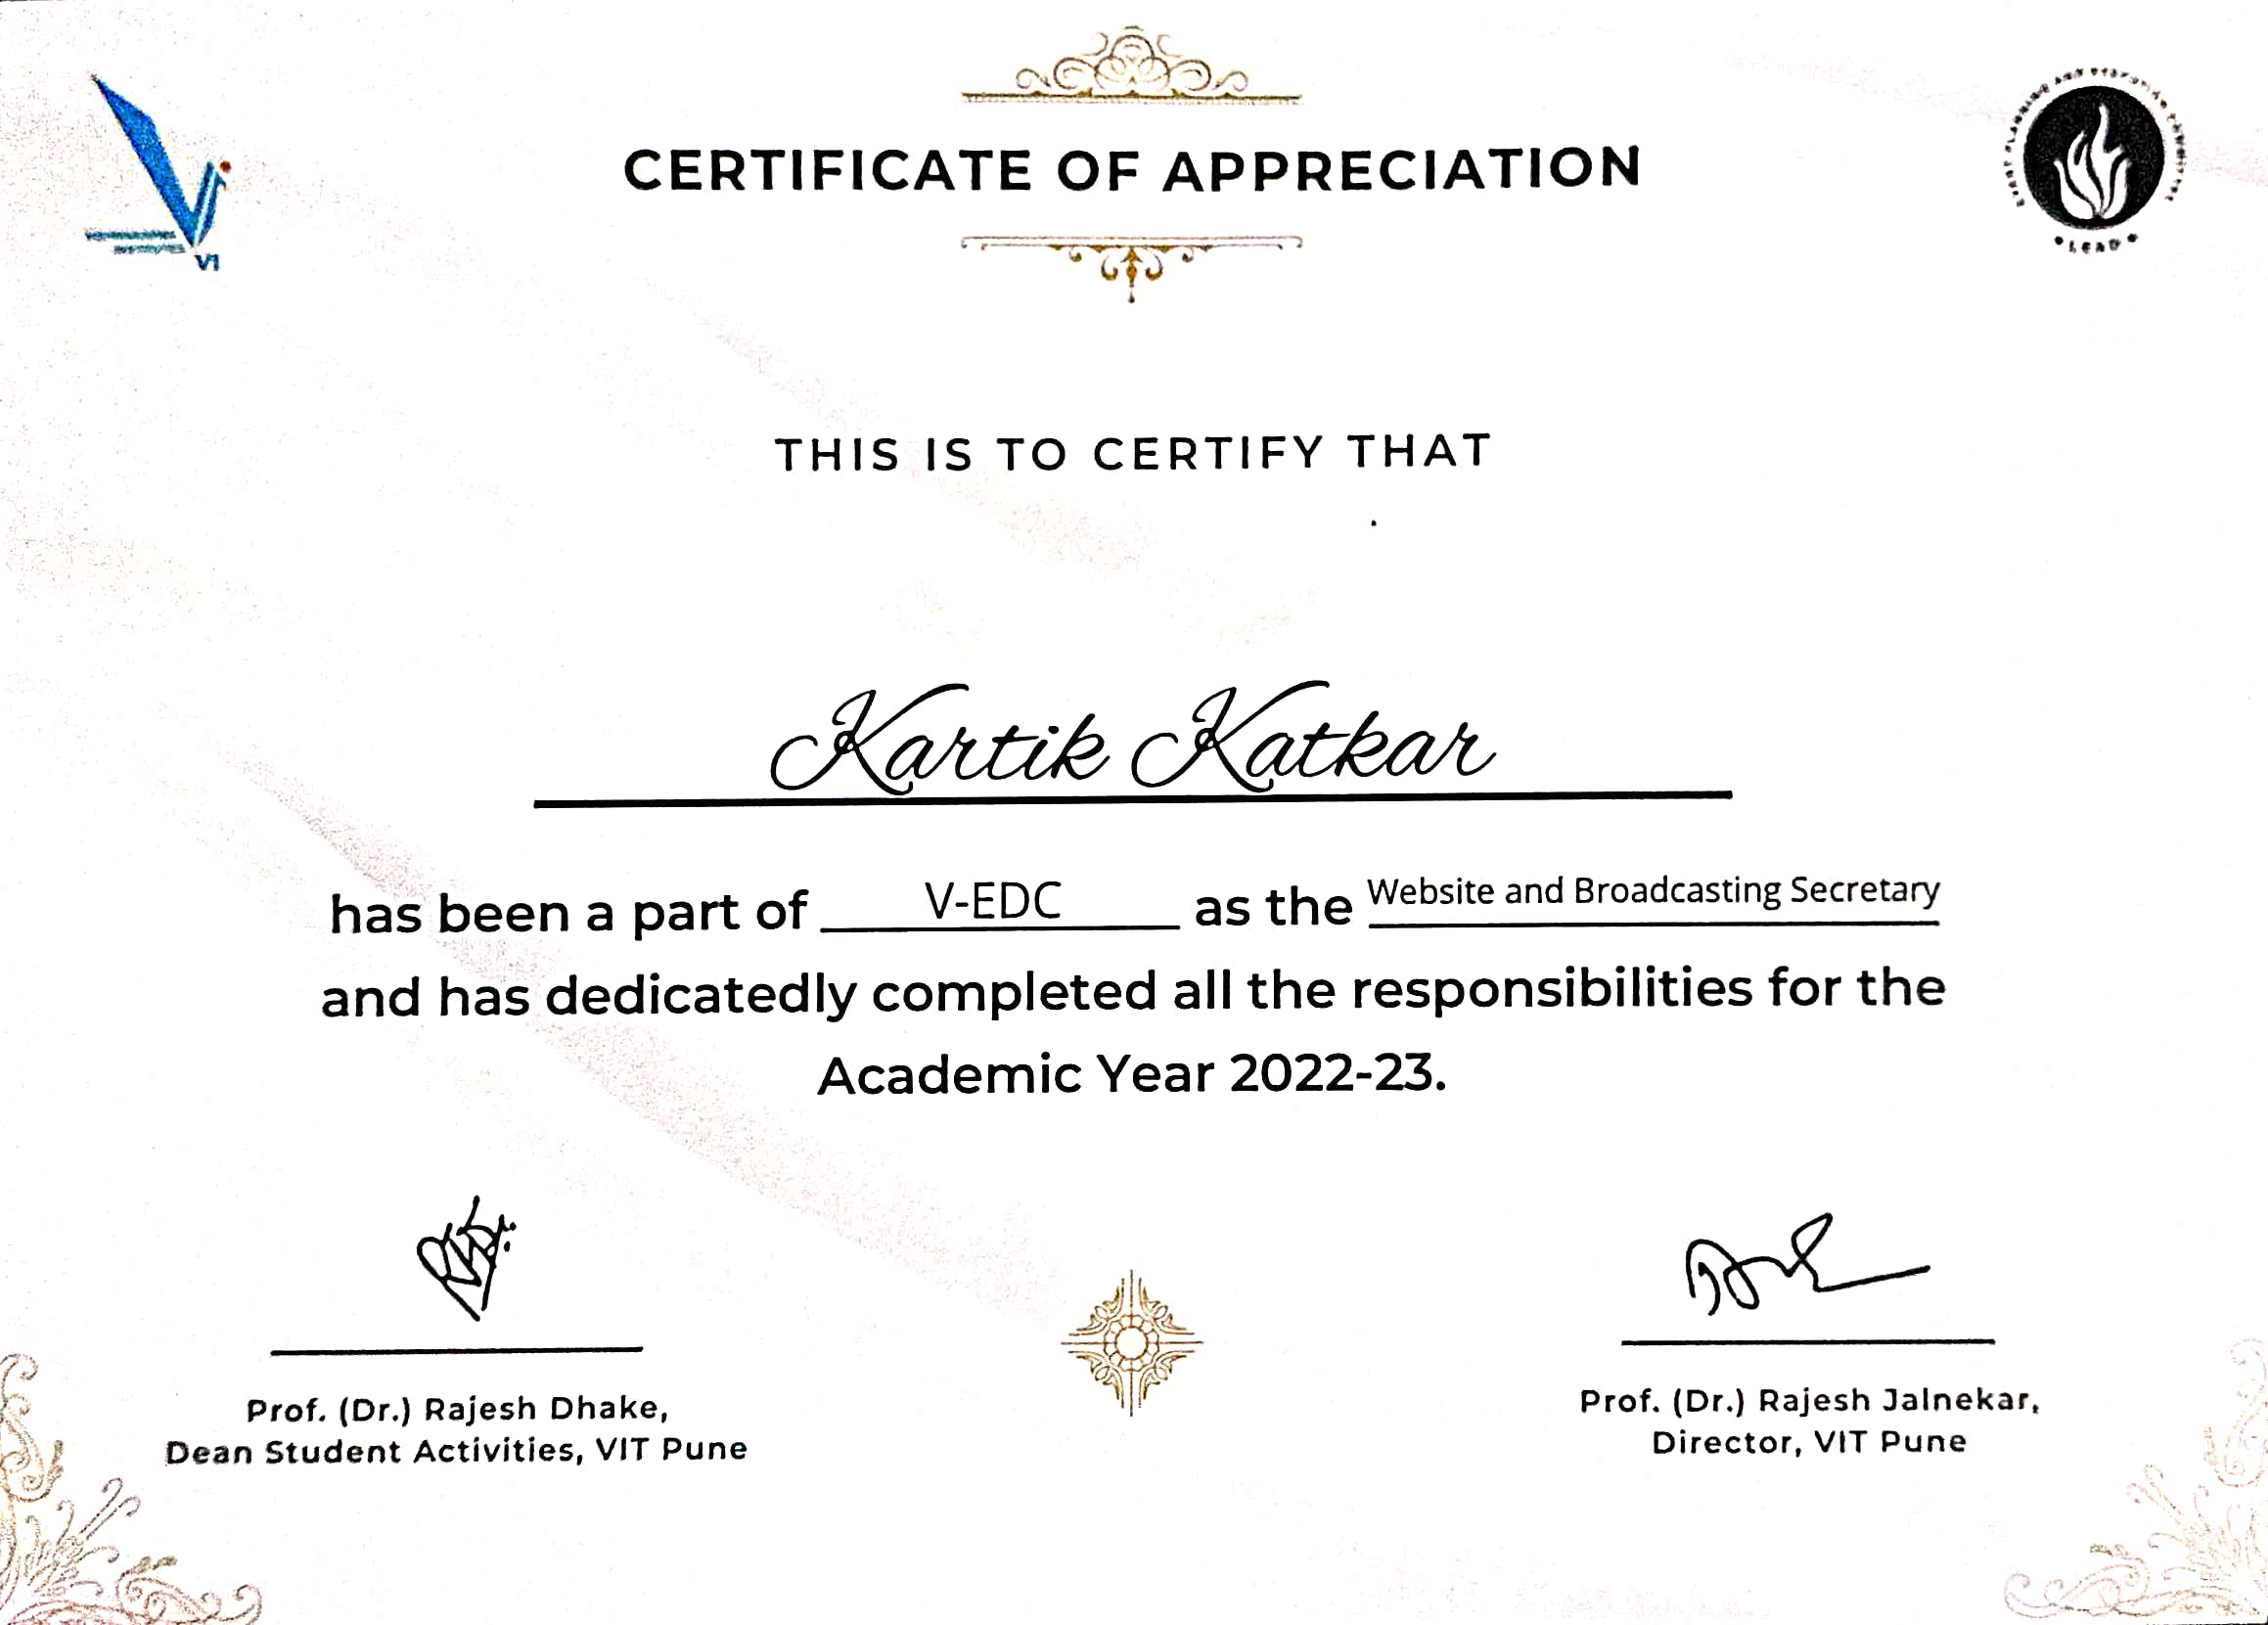 VI
CERTIFICATE OF APPRECIATION
LEAD
THIS IS TO CERTIFY THAT
Kartik Katkar
has been a part of V-EDC as the Website and Broadcasting Secretary
and has dedicatedly completed all the responsibilities for the
Academic Year 2022-23.
Prof. (Dr.) Rajesh Dhake,
Dean Student Activities, VIT Pune
Prof. (Dr.) Rajesh Jalnekar,
Director, VIT Pune